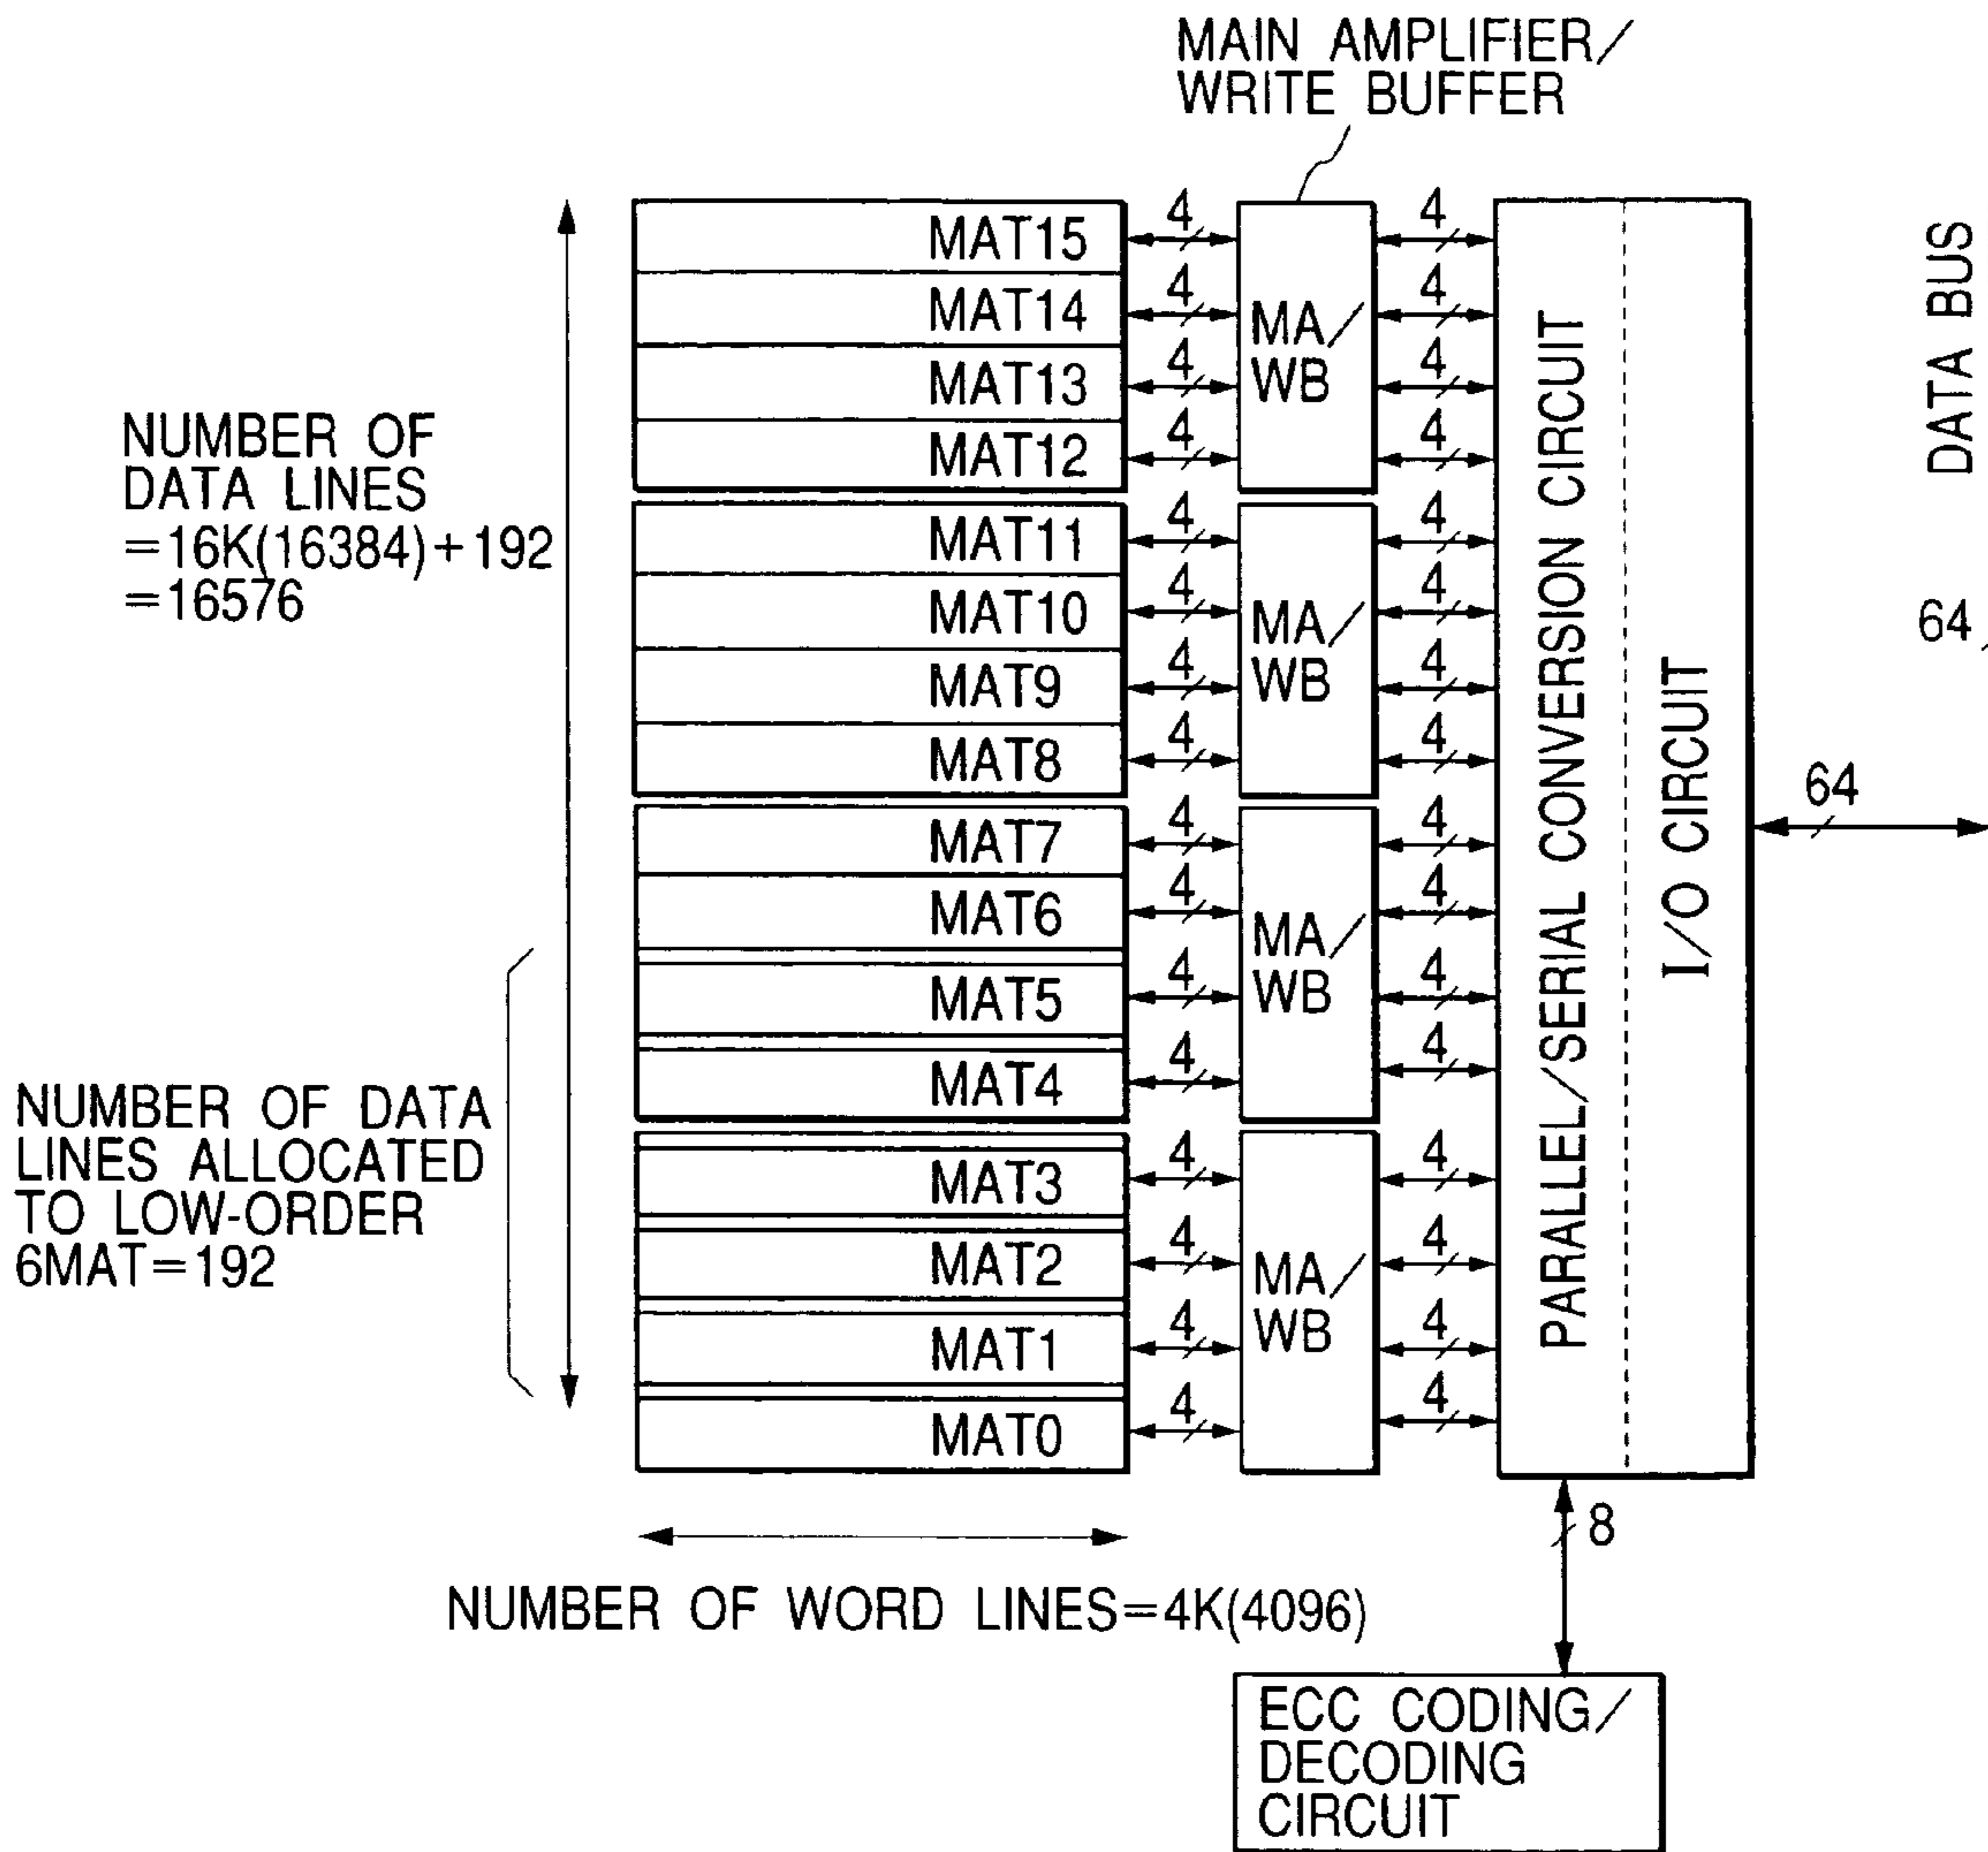 MAIN AMPLIFIER/
WRITE BUFFER
NUMBER OF
DATA LINES
=16K(16384)+192
=16576
NUMBER OF DATA
LINES ALLOCATED
TO LOW-ORDER
6MAT=192
MAT15 4 4
MAT14 4 4
MAT13 4 4
MAT12 4 4
MA/
WB
MAT11 4 4
MAT10 4 4
MAT9 4 4
MAT8 4 4
MA/
WB
MAT7 4 4
MAT6 4 4
MAT5 4 4
MAT4 4 4
MA/
WB
MAT3 4 4
MAT2 4 4
MAT1 4 4
MAT0 4 4
MA/
WB
PARALLEL/SERIAL CONVERSION CIRCUIT
I/O CIRCUIT
DATA BUS
64
64
8
NUMBER OF WORD LINES=4K(4096)
ECC CODING/
DECODING
CIRCUIT